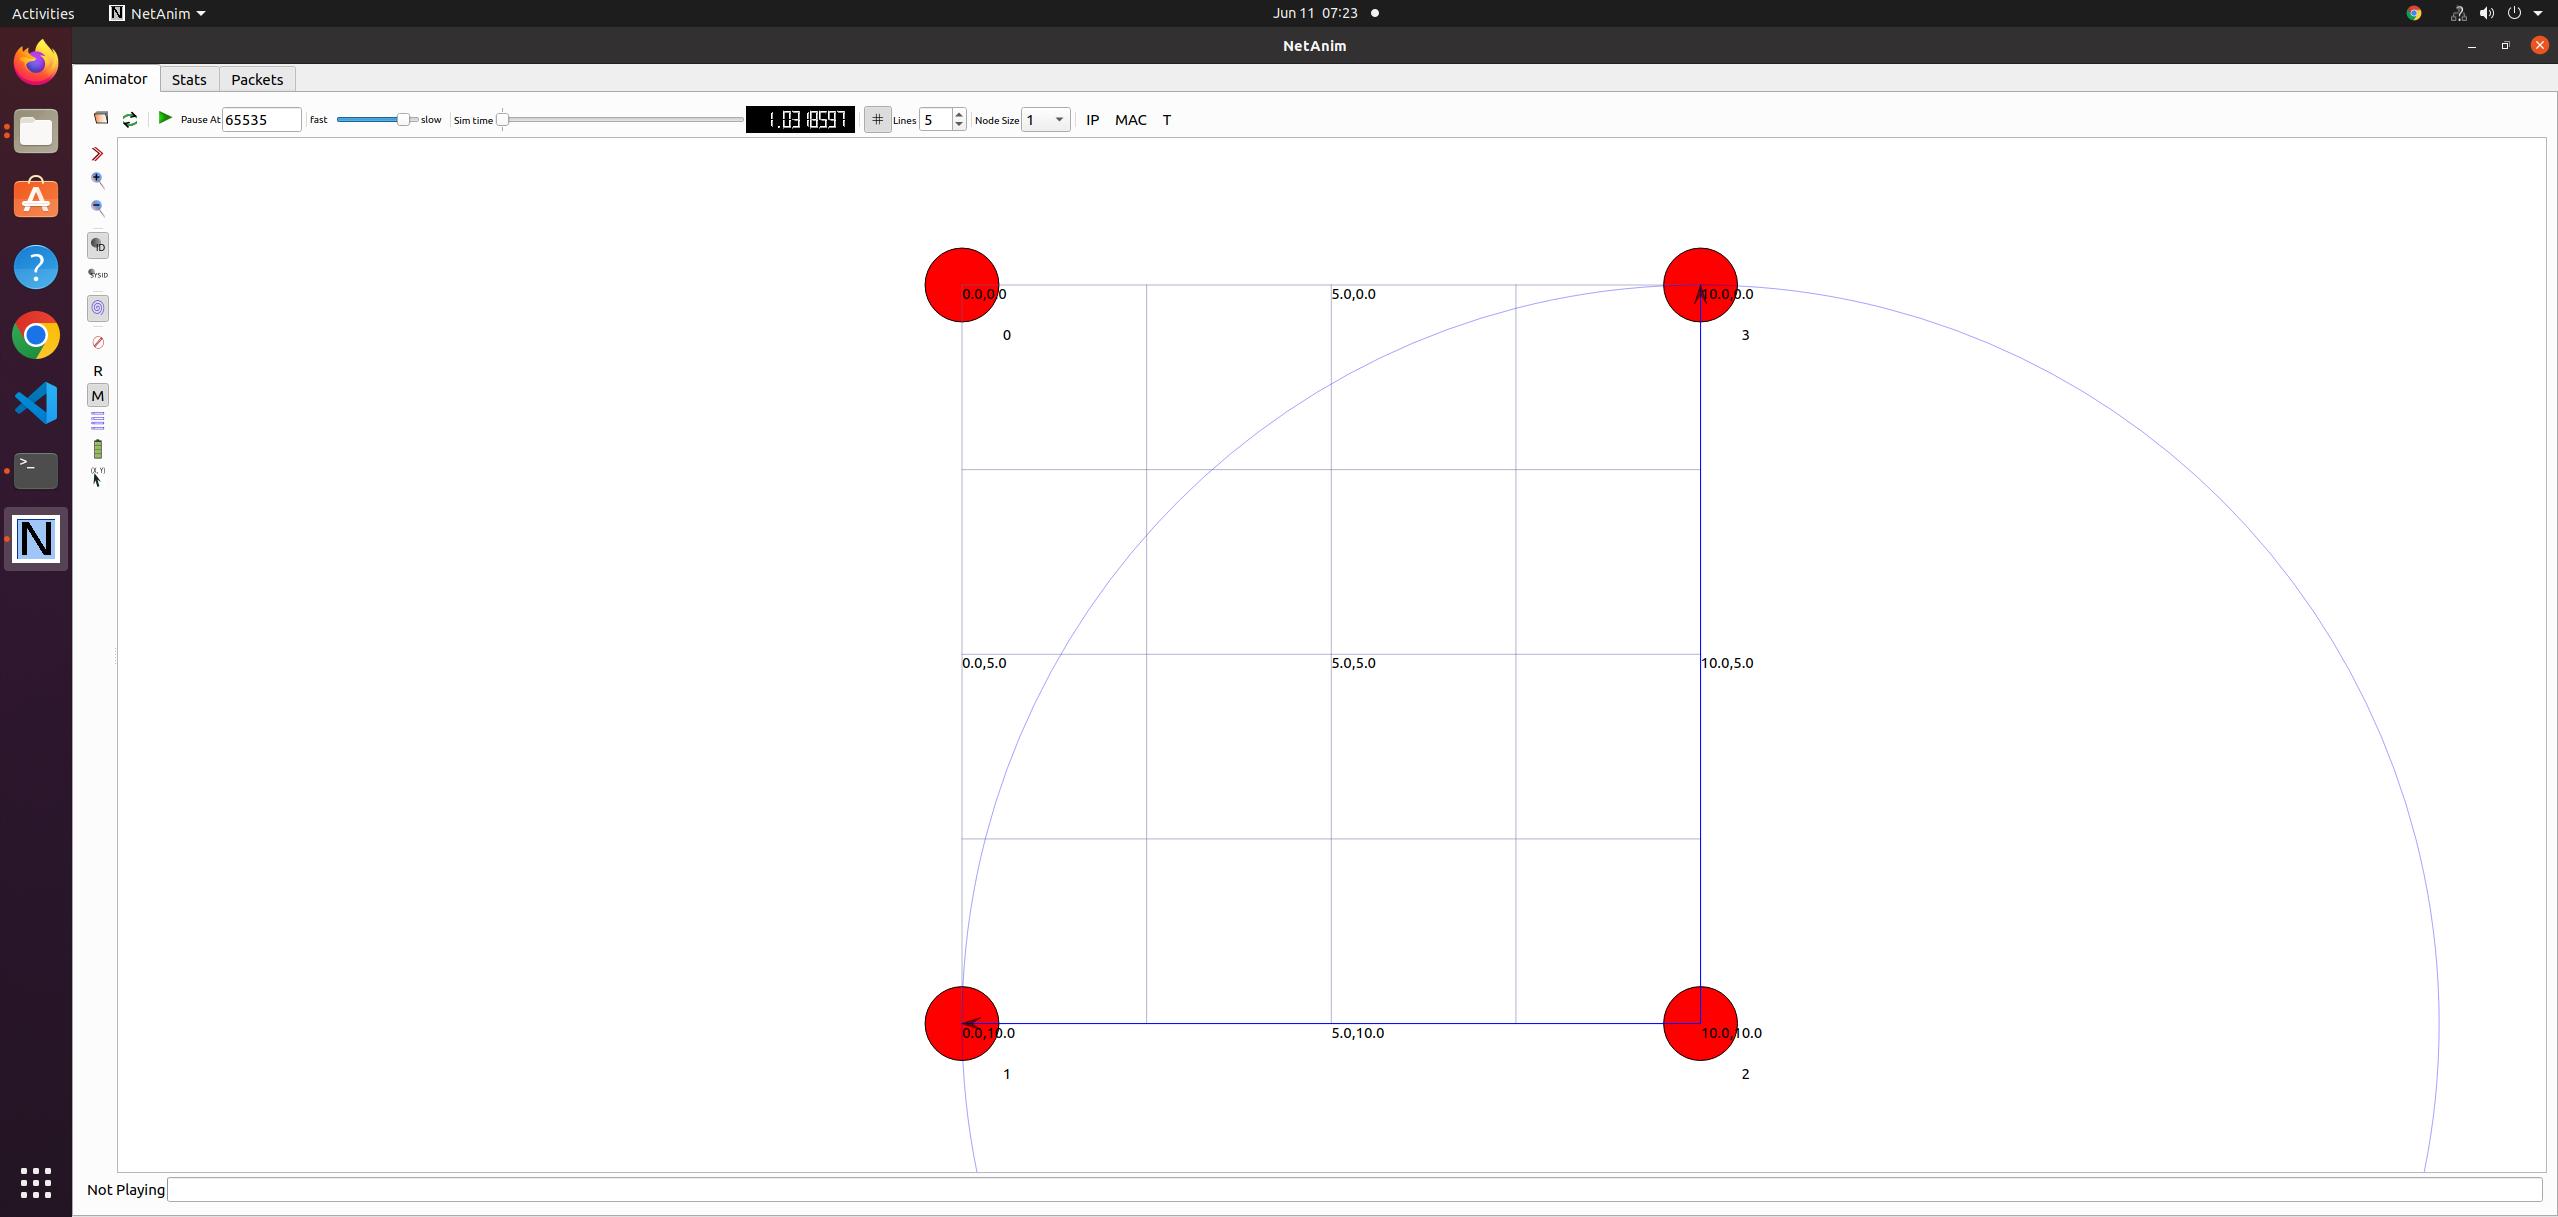 Activities NetAnim Jun 11 07:23
NetAnim
Animator Stats Packets
Pause At 65535 fast slow Sim time 1.0318597 # Lines 5 Node Size 1 IP MAC T
ID
SYSID
R
M
(X, Y)
0.0,0.0 5.0,0.0 10.0,0.0
0 3
0.0,5.0 5.0,5.0 10.0,5.0
0.0,10.0 5.0,10.0 10.0,10.0
1 2
Not Playing